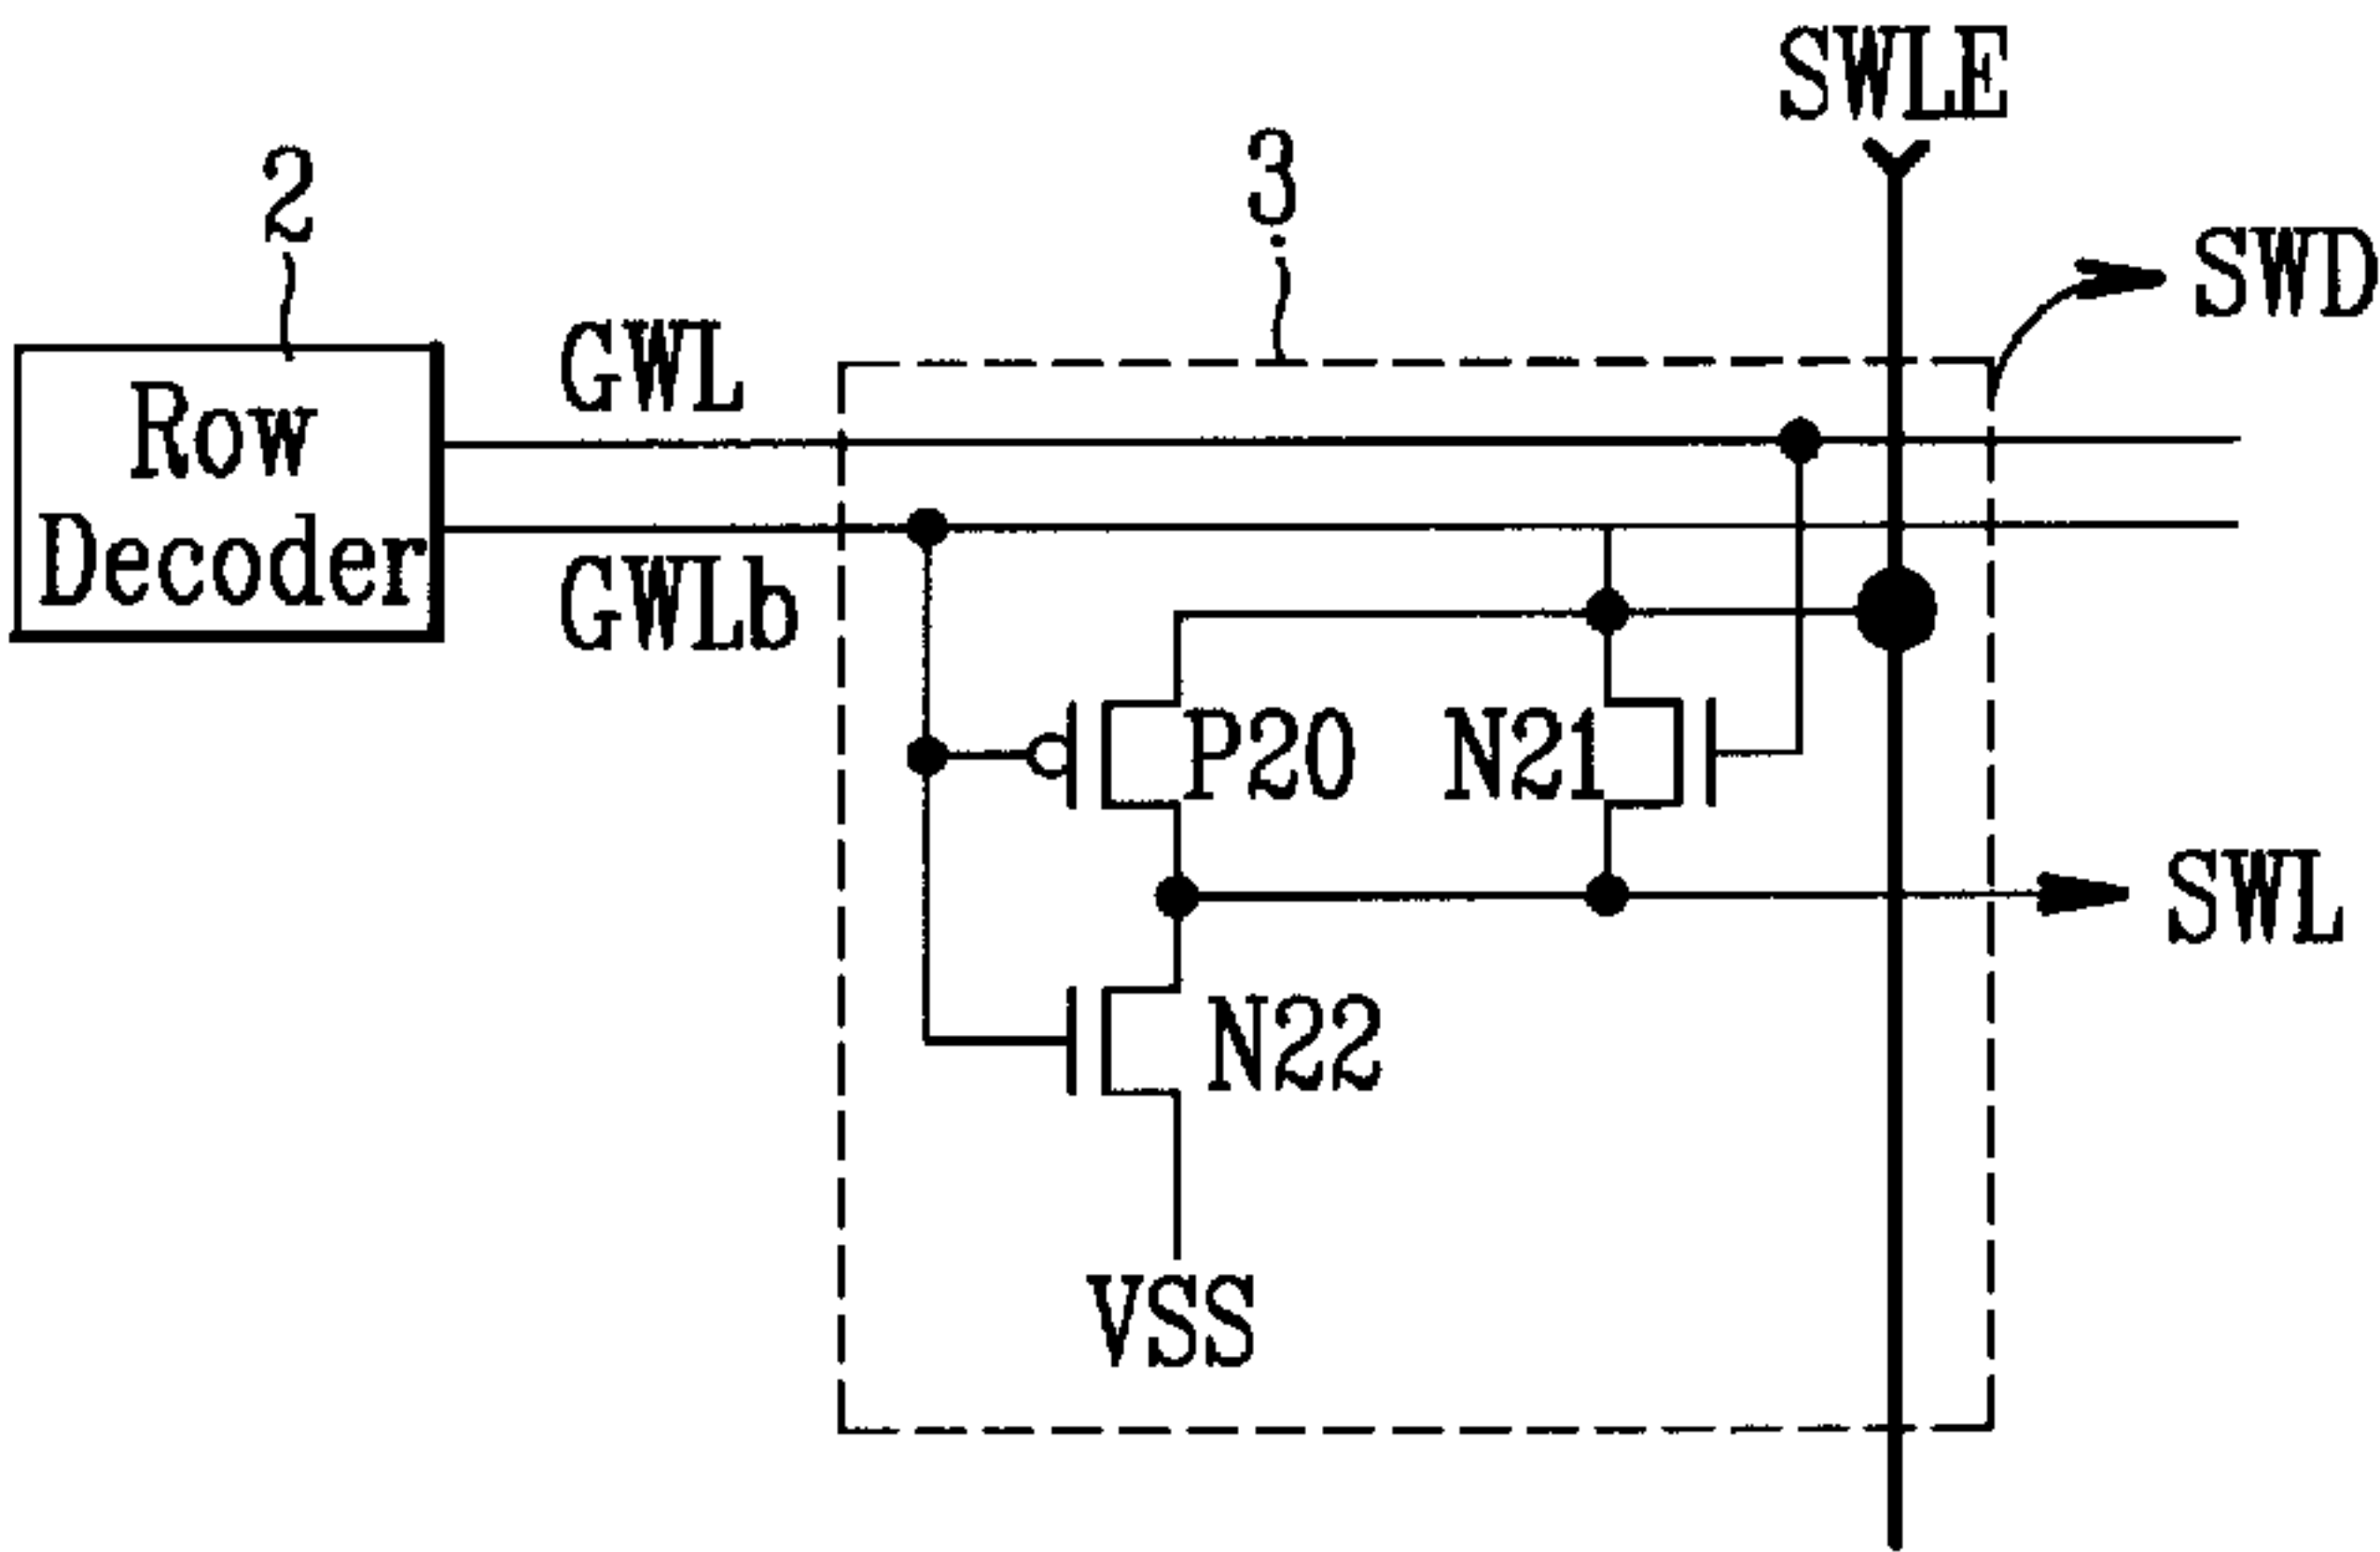 SWLE
2
3
SWD
GWL
Row
Decoder
GWLb
P20 N21
SWL
N22
VSS